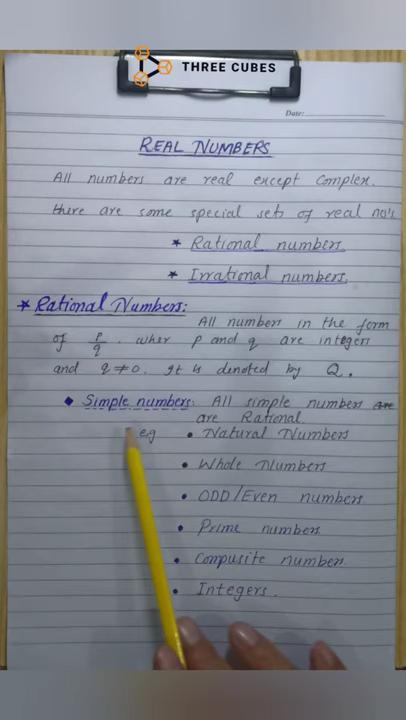 THREE CUBES
Date:
REAL NUMBERS
All numbers are real except Complex.
there are some special sets of real no's
* Rational numbers
* Irrational numbers.
* Rational Numbers:
All numbers in the form
of p/q. wher p and q are integers
and q≠0. It is denoted by Q.
• Simple numbers: All simple numbers are
are Rational.
e.g • Natural Numbers
• Whole Numbers
• ODD/Even numbers
• Prime numbers
• Composite numbers
• Integers.